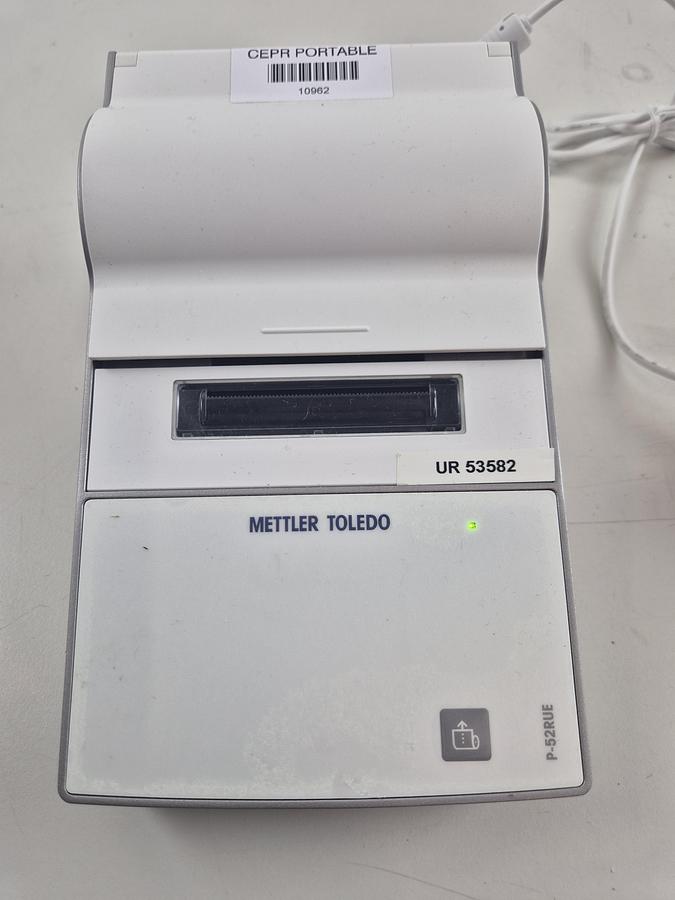 CEPR PORTABLE
10962
UR 53582
METTLER TOLEDO
P-52RUE